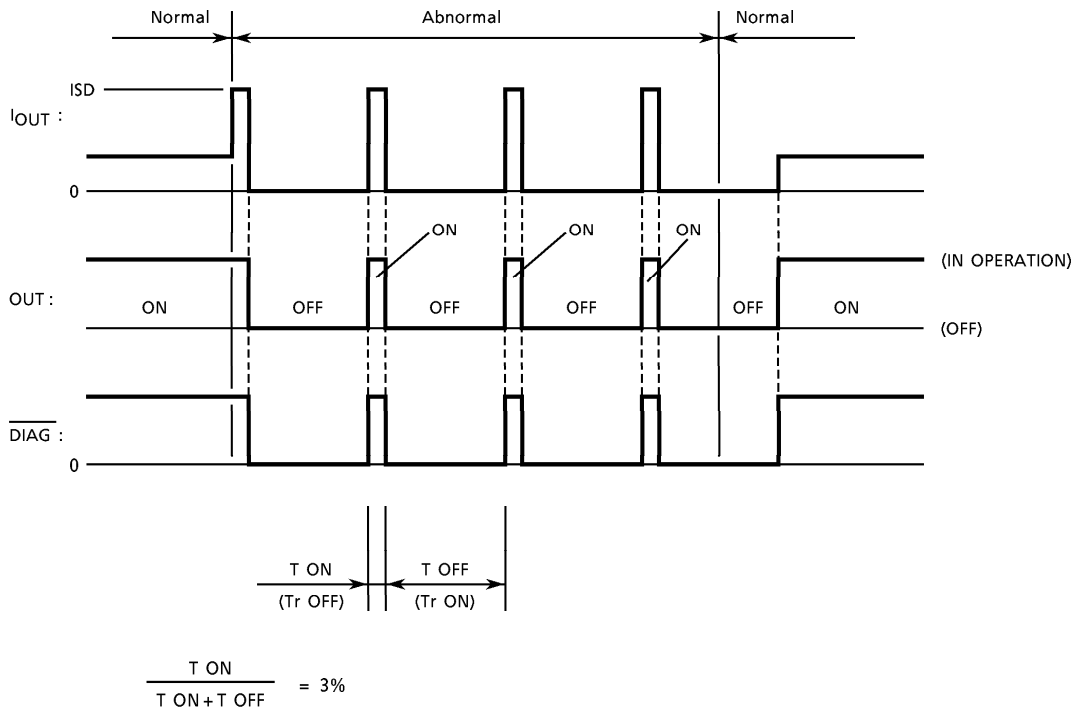 Normal Abnormal Normal
ISD
IOUT :
0
ON ON ON
(IN OPERATION)
OUT :
ON OFF OFF OFF OFF ON
(OFF)
DIAG :
0
T ON T OFF
(Tr OFF) (Tr ON)
T ON
T ON + T OFF
= 3%